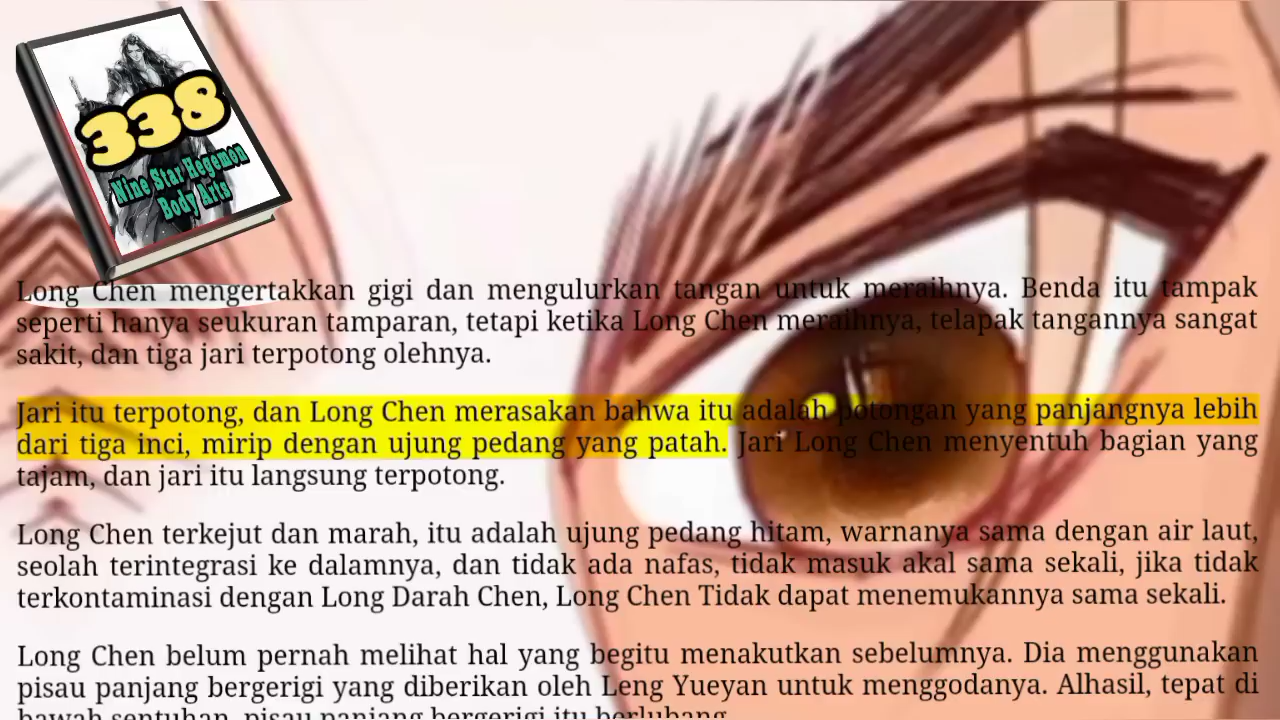 338
Nine Star Hegemon
Body Arts
Long Chen mengertakkan gigi dan mengulurkan tangan untuk meraihnya. Benda itu tampak
seperti hanya seukuran tamparan, tetapi ketika Long Chen meraihnya, telapak tangannya sangat
sakit, dan tiga jari terpotong olehnya.
Jari itu terpotong, dan Long Chen merasakan bahwa itu adalah potongan yang panjangnya lebih
dari tiga inci, mirip dengan ujung pedang yang patah. Jari Long Chen menyentuh bagian yang
tajam, dan jari itu langsung terpotong.
Long Chen terkejut dan marah, itu adalah ujung pedang hitam, warnanya sama dengan air laut,
seolah terintegrasi ke dalamnya, dan tidak ada nafas, tidak masuk akal sama sekali, jika tidak
terkontaminasi dengan Long Darah Chen, Long Chen Tidak dapat menemukannya sama sekali.
Long Chen belum pernah melihat hal yang begitu menakutkan sebelumnya. Dia menggunakan
pisau panjang bergerigi yang diberikan oleh Leng Yueyan untuk menggodanya. Alhasil, tepat di
bawah sentuhan, pisau panjang bergerigi itu berlubang.